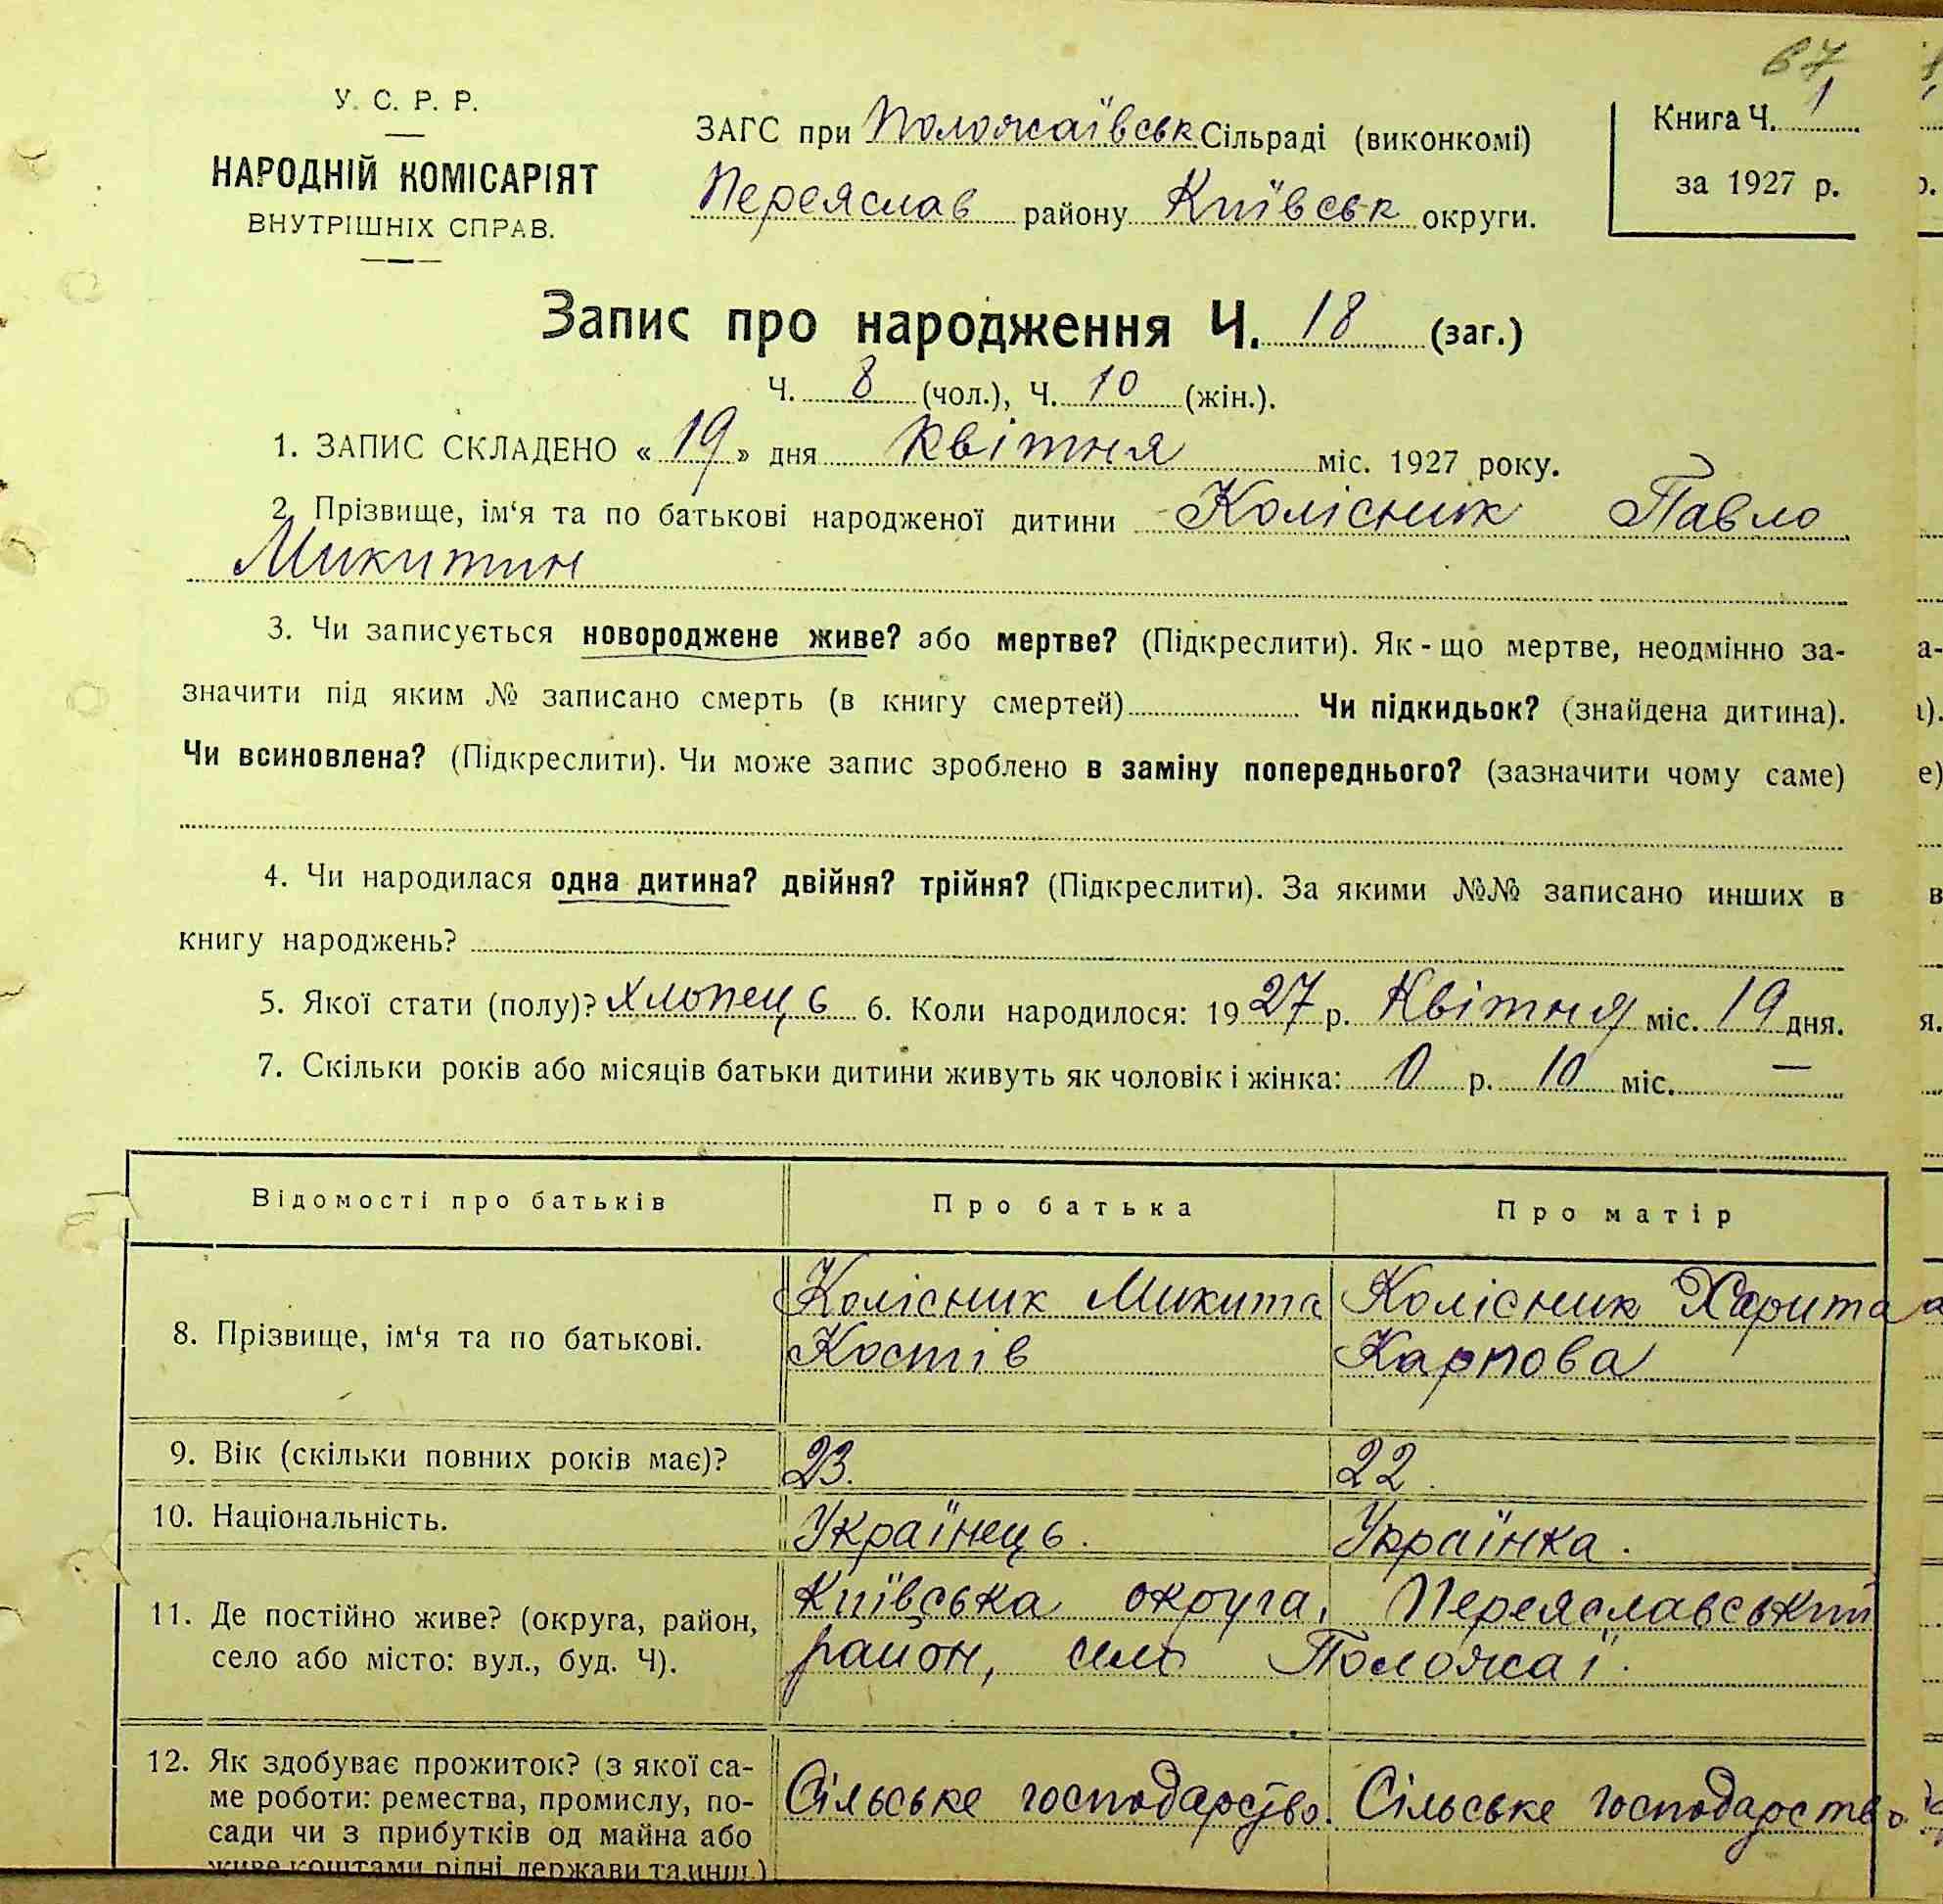 67
У. С. Р. Р.
НАРОДНІЙ КОМІСАРІЯТ
ВНУТРІШНІХ СПРАВ.
ЗАГС при Положаївськ Сільраді (виконкомі)
Переяслав району Київськ округи.
Книга Ч. 1
за 1927 р.
Запис про народження Ч. 18 (заг.)
Ч. 8 (чол.), Ч. 10 (жін.).
1. ЗАПИС СКЛАДЕНО « 19 » дня Квітня міс. 1927 року.
2. Прізвище, ім‘я та по батькові народженої дитини Колісник Павло
Микитин
3. Чи записується новороджене живе? або мертве? (Підкреслити). Як-що мертве, неодмінно за-
значити під яким № записано смерть (в книгу смертей) Чи підкидьок? (знайдена дитина).
Чи всиновлена? (Підкреслити). Чи може запис зроблено в заміну попереднього? (зазначити чому саме)
4. Чи народилася одна дитина? двійня? трійня? (Підкреслити). За якими №№ записано инших в
книгу народжень?
5. Якої стати (полу)? хлопець 6. Коли народилося: 1927 р. Квітня міс. 19 дня.
7. Скільки років або місяців батьки дитини живуть як чоловік і жінка: 0 р. 10 міс. —
Відомості про батьків Про батька Про матір
8. Прізвище, ім‘я та по батькові. Колісник Микита Костів Колісник Харита Карпова
9. Вік (скільки повних років має)? 23. 22.
10. Національність. Українець. Українка.
11. Де постійно живе? (округа, район, Київська округа, Переяславський
село або місто: вул., буд. Ч). район, село Положаї.
12. Як здобуває прожиток? (з якої са-
ме роботи: ремества, промислу, по- Сільське господарство. Сільське господарство
сади чи з прибутків од майна або
живе коштами рідні держави та инш.)